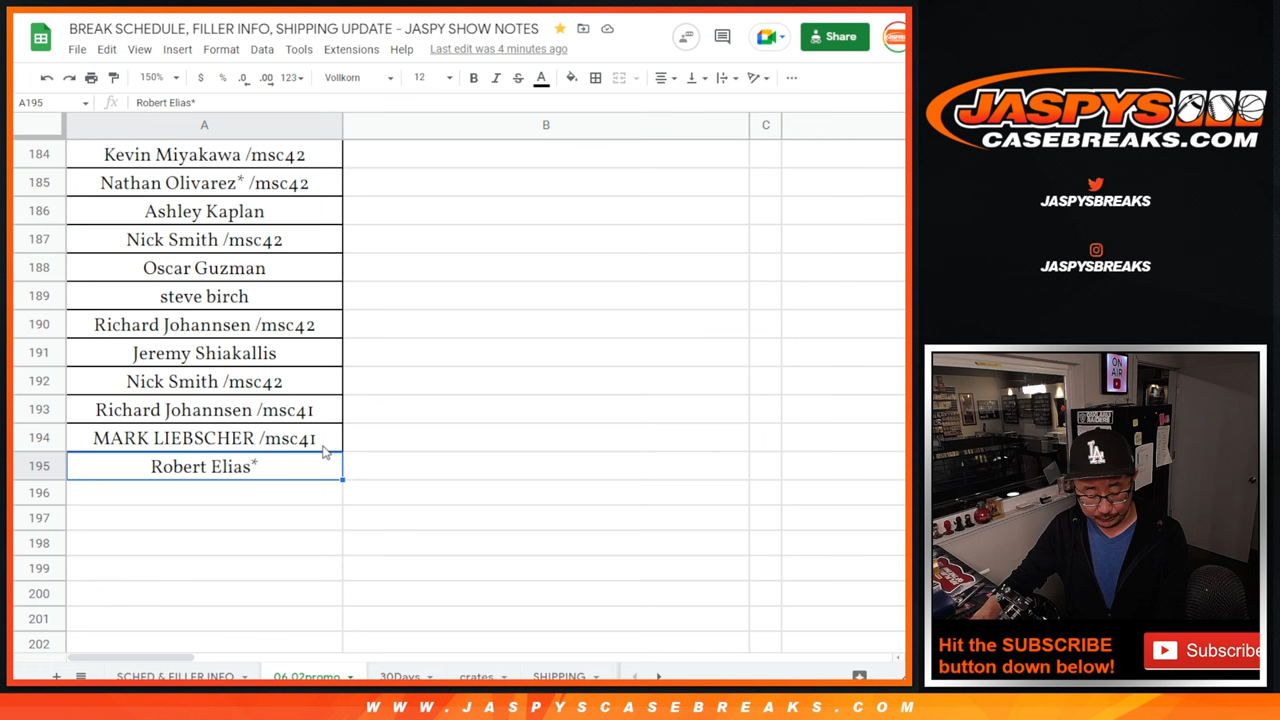 BREAK SCHEDULE, FILLER INFO, SHIPPING UPDATE - JASPY SHOW NOTES
File Edit View Insert Format Data Tools Extensions Help Last edit was 4 minutes ago
Share
150% $ % .0 .00 123 Vollkorn 12 B I S A
A195 fx Robert Elias*
A B C
184 Kevin Miyakawa /msc42
185 Nathan Olivarez* /msc42
186 Ashley Kaplan
187 Nick Smith /msc42
188 Oscar Guzman
189 steve birch
190 Richard Johannsen /msc42
191 Jeremy Shiakallis
192 Nick Smith /msc42
193 Richard Johannsen /msc41
194 MARK LIEBSCHER /msc41
195 Robert Elias*
196
197
198
199
200
201
202
SCHED & FILLER INFO 06.02promo 30Days crates SHIPPING
JASPYS
CASEBREAKS.COM
JASPYSBREAKS
JASPYSBREAKS
ON
AIR
LA
Hit the SUBSCRIBE
button down below!
Subscribe
WWW.JASPYSCASEBREAKS.COM